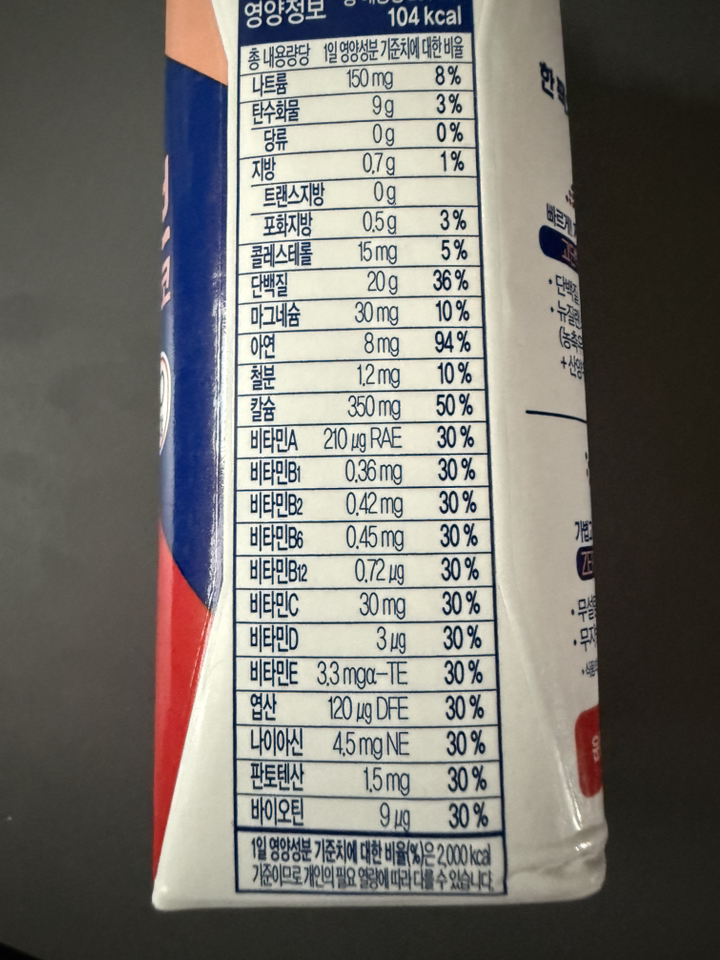 영양정보
104 kcal
총 내용량당 1일 영양성분 기준치에 대한 비율
나트륨 150 mg 8 %
탄수화물 9 g 3 %
당류 0 g 0 %
지방 0.7 g 1 %
트랜스지방 0 g
포화지방 0.5 g 3 %
콜레스테롤 15 mg 5 %
단백질 20 g 36 %
마그네슘 30 mg 10 %
아연 8 mg 94 %
철분 1.2 mg 10 %
칼슘 350 mg 50 %
비타민A 210 μg RAE 30 %
비타민B1 0.36 mg 30 %
비타민B2 0.42 mg 30 %
비타민B6 0.45 mg 30 %
비타민B12 0.72 μg 30 %
비타민C 30 mg 30 %
비타민D 3 μg 30 %
비타민E 3.3 mgα-TE 30 %
엽산 120 μg DFE 30 %
나이아신 4.5 mg NE 30 %
판토텐산 1.5 mg 30 %
바이오틴 9 μg 30 %
1일 영양성분 기준치에 대한 비율(%)은 2,000 kcal
기준이므로 개인의 필요 열량에 따라 다를 수 있습니다.
빠르게
• 단백질